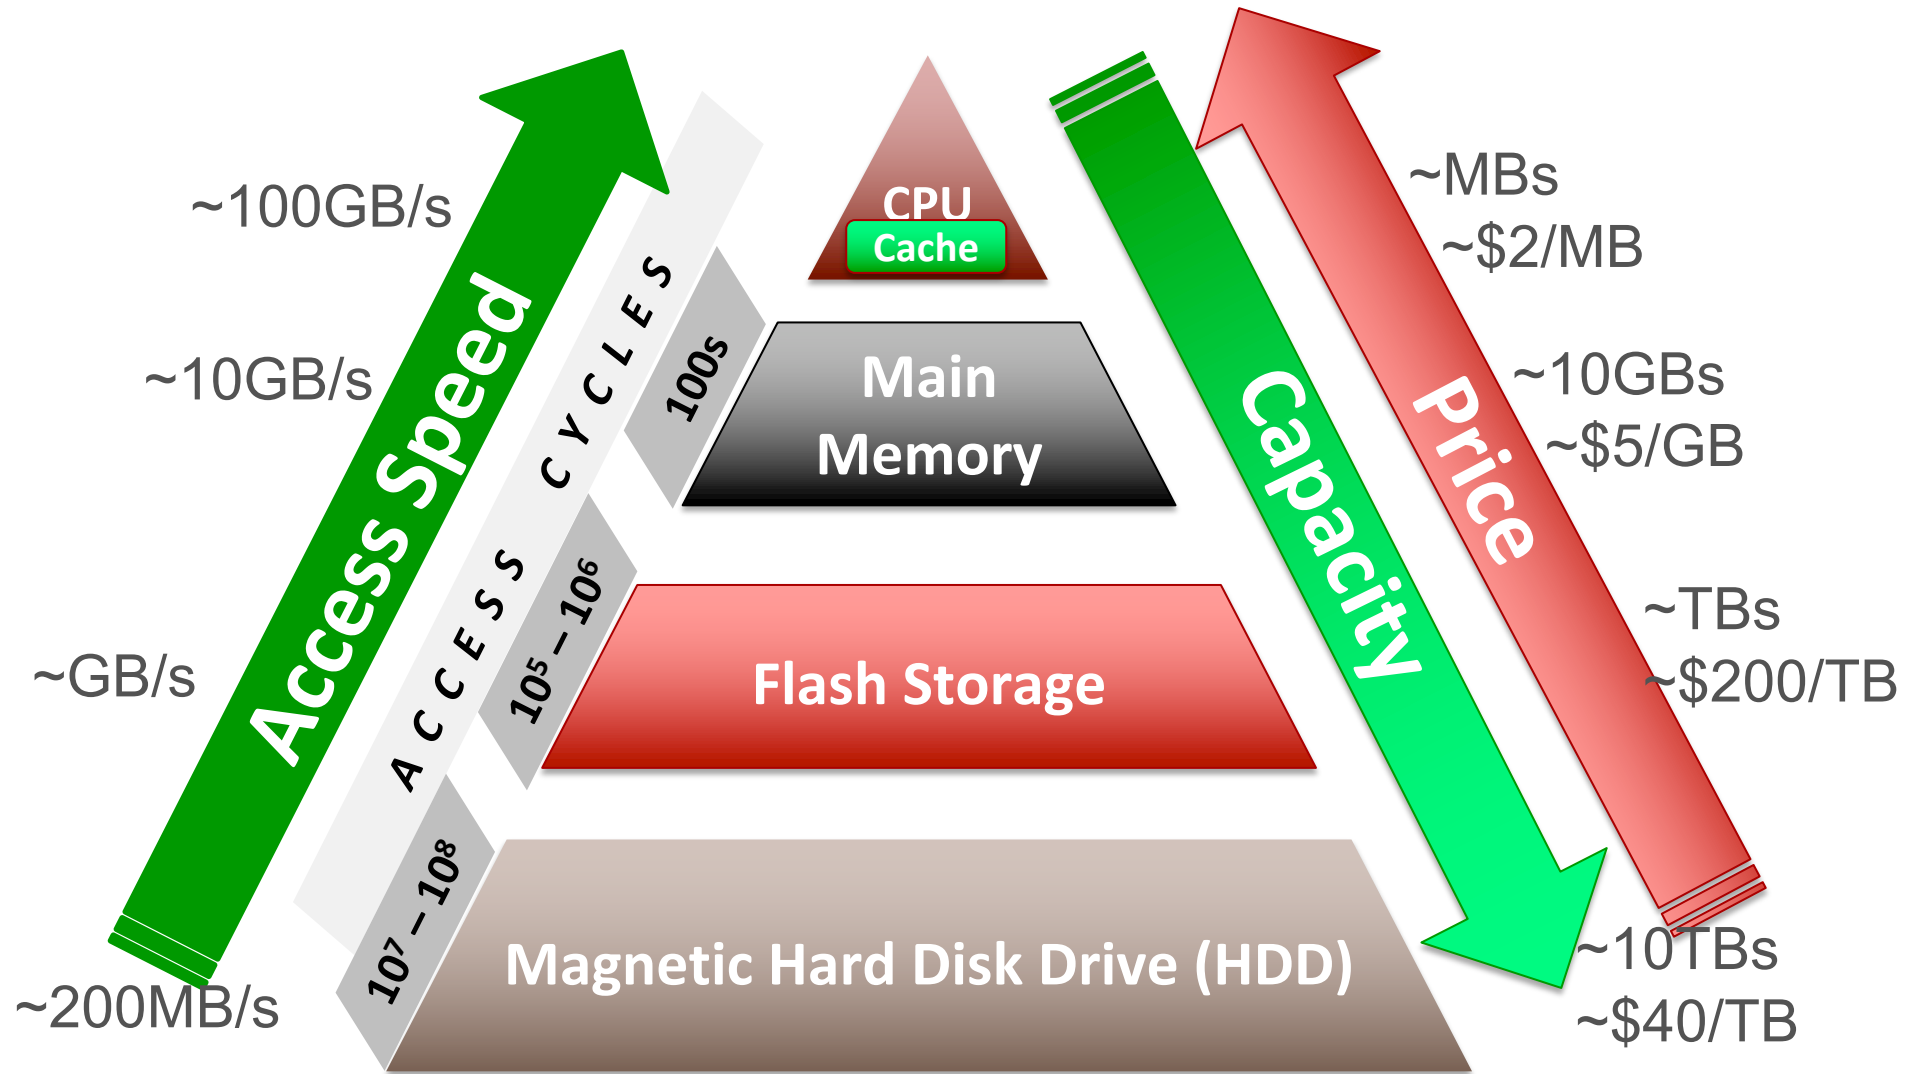 ~100GB/s
~10GB/s
~GB/s
~200MB/s
Access Speed
ACCESS CYCLES
100s
10⁵ – 10⁶
10⁷ – 10⁸
CPU
Cache
Main
Memory
Flash Storage
Magnetic Hard Disk Drive (HDD)
Capacity
Price
~MBs
~$2/MB
~10GBs
~$5/GB
~TBs
~$200/TB
~10TBs
~$40/TB